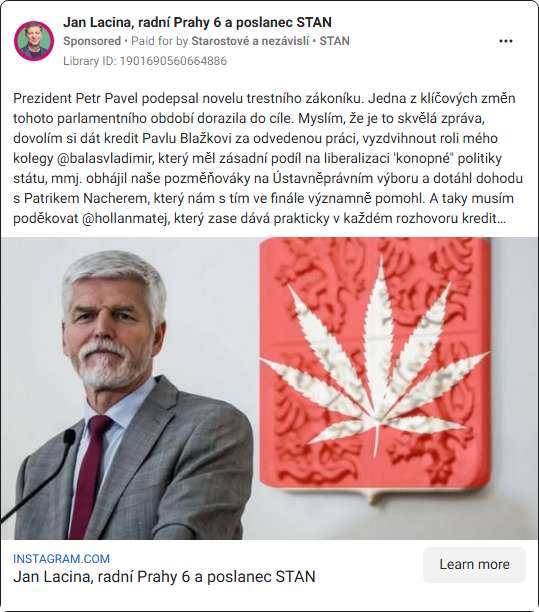 Jan Lacina, radní Prahy 6 a poslanec STAN
Sponsored • Paid for by Starostové a nezávislí • STAN
Library ID: 1901690560664886
Prezident Petr Pavel podepsal novelu trestního zákoníku. Jedna z klíčových změn
tohoto parlamentního období dorazila do cíle. Myslím, že je to skvělá zpráva,
dovolím si dát kredit Pavlu Blažkovi za odvedenou práci, vyzdvihnout roli mého
kolegy @balasvladimir, který měl zásadní podíl na liberalizaci 'konopné" politiky
státu, mmj. obhájil naše pozměňováky na Ústavněprávním výboru a dotáhl dohodu
s Patrikem Nacherem, který nám s tím ve finále významně pomohl. A taky musím
poděkovat @hollanmatej, který zase dává prakticky v každém rozhovoru kredit...
INSTAGRAM.COM
Jan Lacina, radní Prahy 6 a poslanec STAN
Learn more